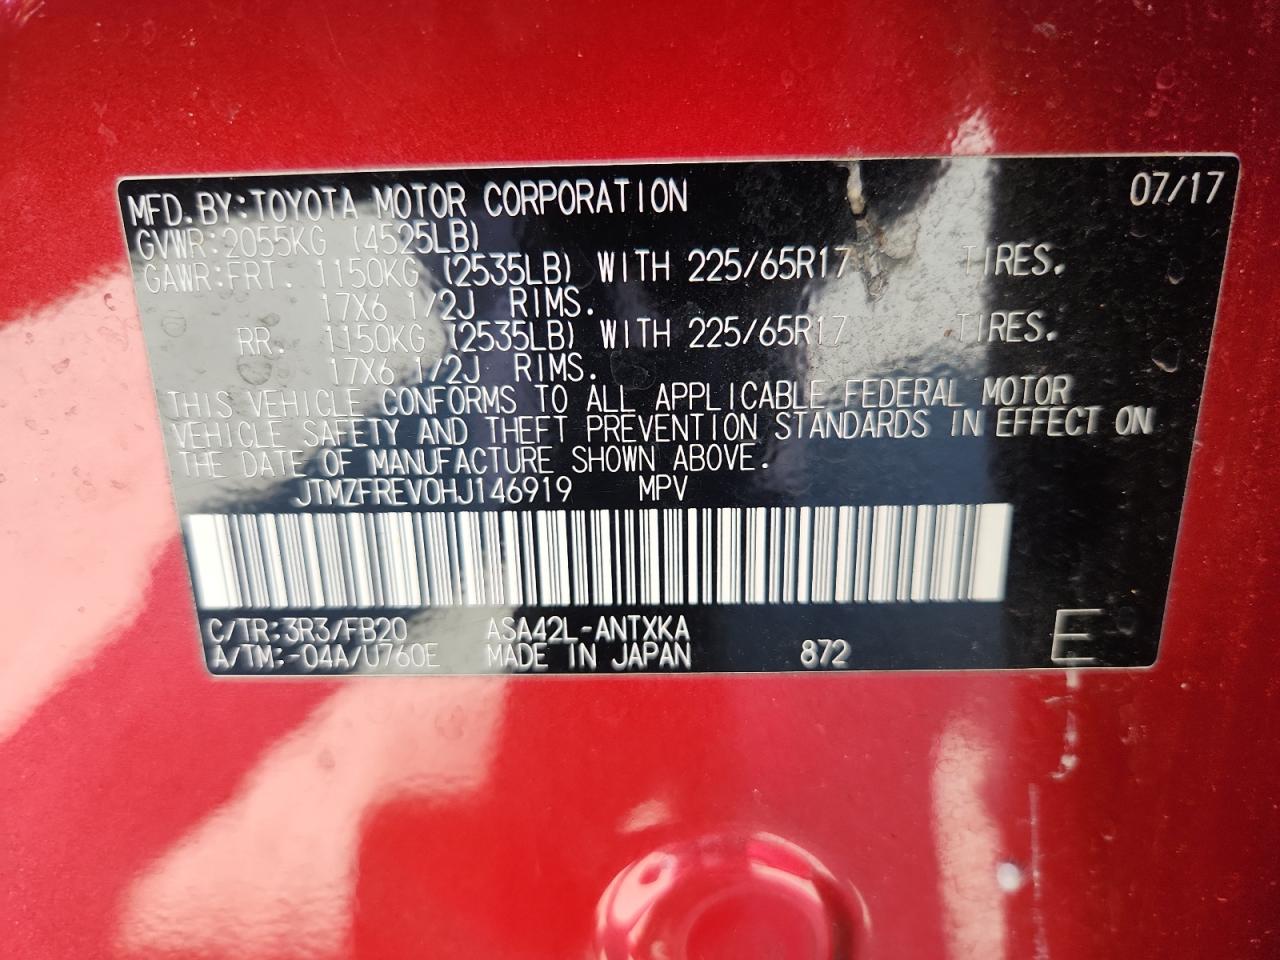 MFD.BY:TOYOTA MOTOR CORPORATION 07/17
GVWR:2055KG (4525LB)
GAWR:FRT. 1150KG (2535LB) WITH 225/65R17 TIRES.
17X6 1/2J RIMS.
RR. 1150KG (2535LB) WITH 225/65R17 TIRES.
17X6 1/2J RIMS.
THIS VEHICLE CONFORMS TO ALL APPLICABLE FEDERAL MOTOR
VEHICLE SAFETY AND THEFT PREVENTION STANDARDS IN EFFECT ON
THE DATE OF MANUFACTURE SHOWN ABOVE.
JTMZFREV0HJ146919 MPV
C/TR:3R3/FB20 ASA42L-ANTXKA
A/TM:-04A/U760E MADE IN JAPAN 872 E